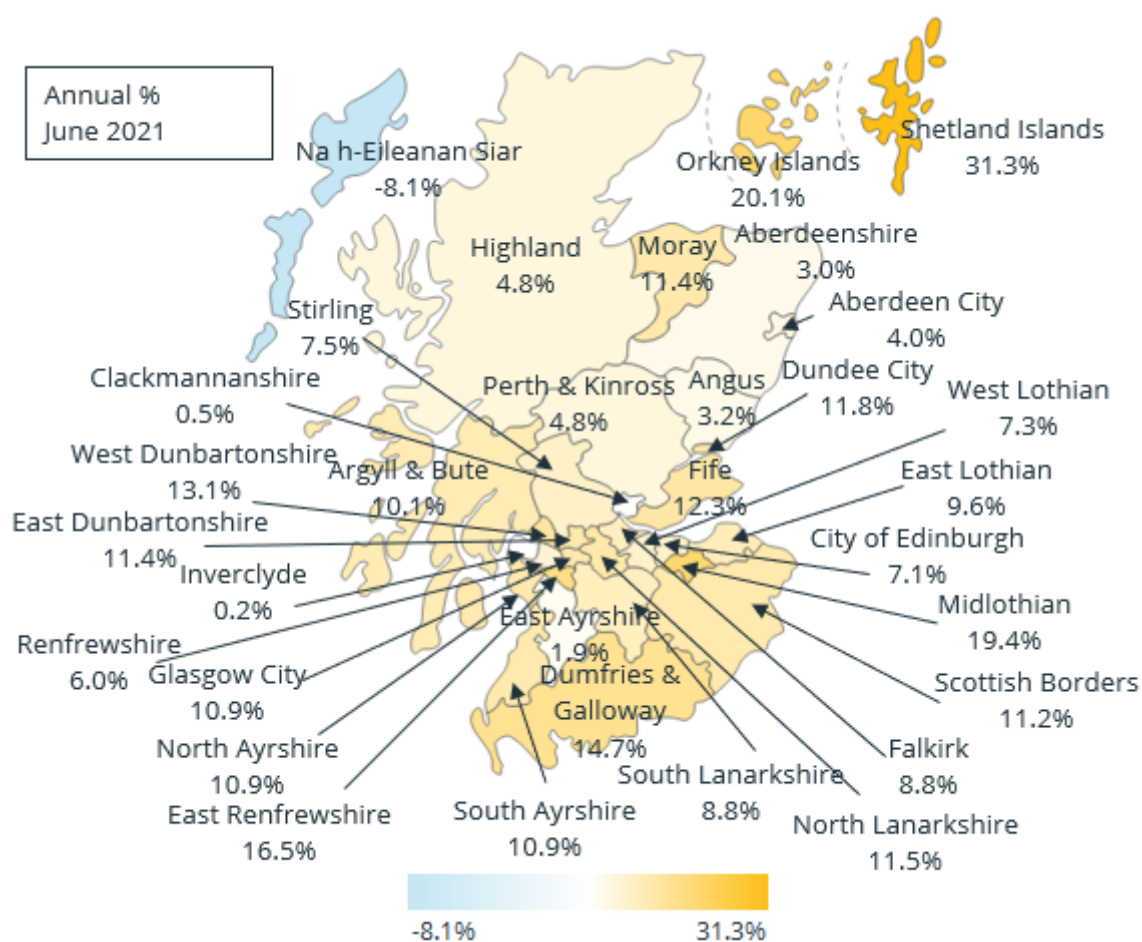 Annual %
June 2021
Na h-Eileanan Siar
-8.1%
Orkney Islands
20.1%
Shetland Islands
31.3%
Highland
4.8%
Moray
11.4%
Aberdeenshire
3.0%
Aberdeen City
4.0%
Stirling
7.5%
Clackmannanshire
0.5%
Perth & Kinross
4.8%
Angus
3.2%
Dundee City
11.8%
West Lothian
7.3%
West Dunbartonshire
13.1%
Argyll & Bute
10.1%
Fife
12.3%
East Lothian
9.6%
East Dunbartonshire
11.4%
City of Edinburgh
7.1%
Inverclyde
0.2%
Midlothian
19.4%
Renfrewshire
6.0%
East Ayrshire
1.9%
Glasgow City
10.9%
Dumfries &
Galloway
14.7%
Scottish Borders
11.2%
North Ayrshire
10.9%
Falkirk
8.8%
South Lanarkshire
8.8%
East Renfrewshire
16.5%
South Ayrshire
10.9%
North Lanarkshire
11.5%
-8.1%
31.3%